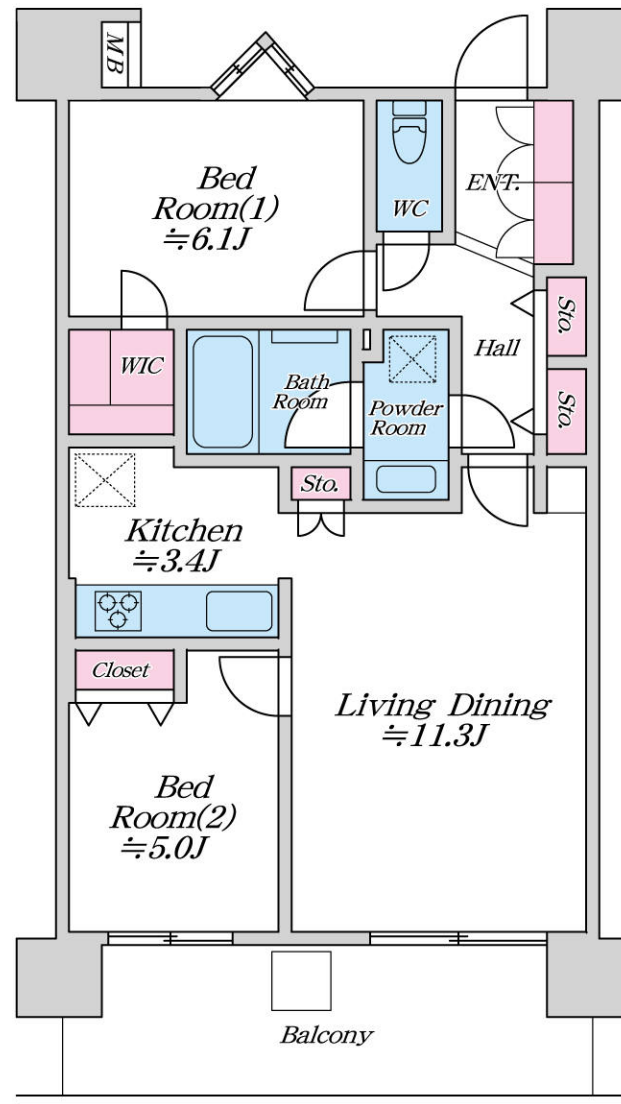 MB
Bed
Room(1)
≒6.1J
WC
ENT.
Sto.
Hall
WIC
Bath
Room
Powder
Room
Sto.
Sto.
Kitchen
≒3.4J
Closet
Living Dining
≒11.3J
Bed
Room(2)
≒5.0J
Balcony